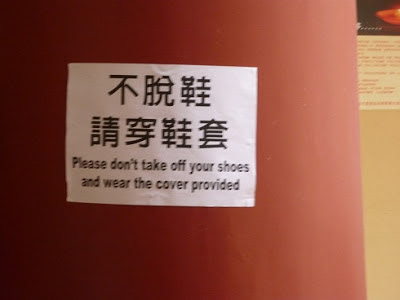 不脫鞋
請穿鞋套
Please don't take off your shoes
and wear the cover provided